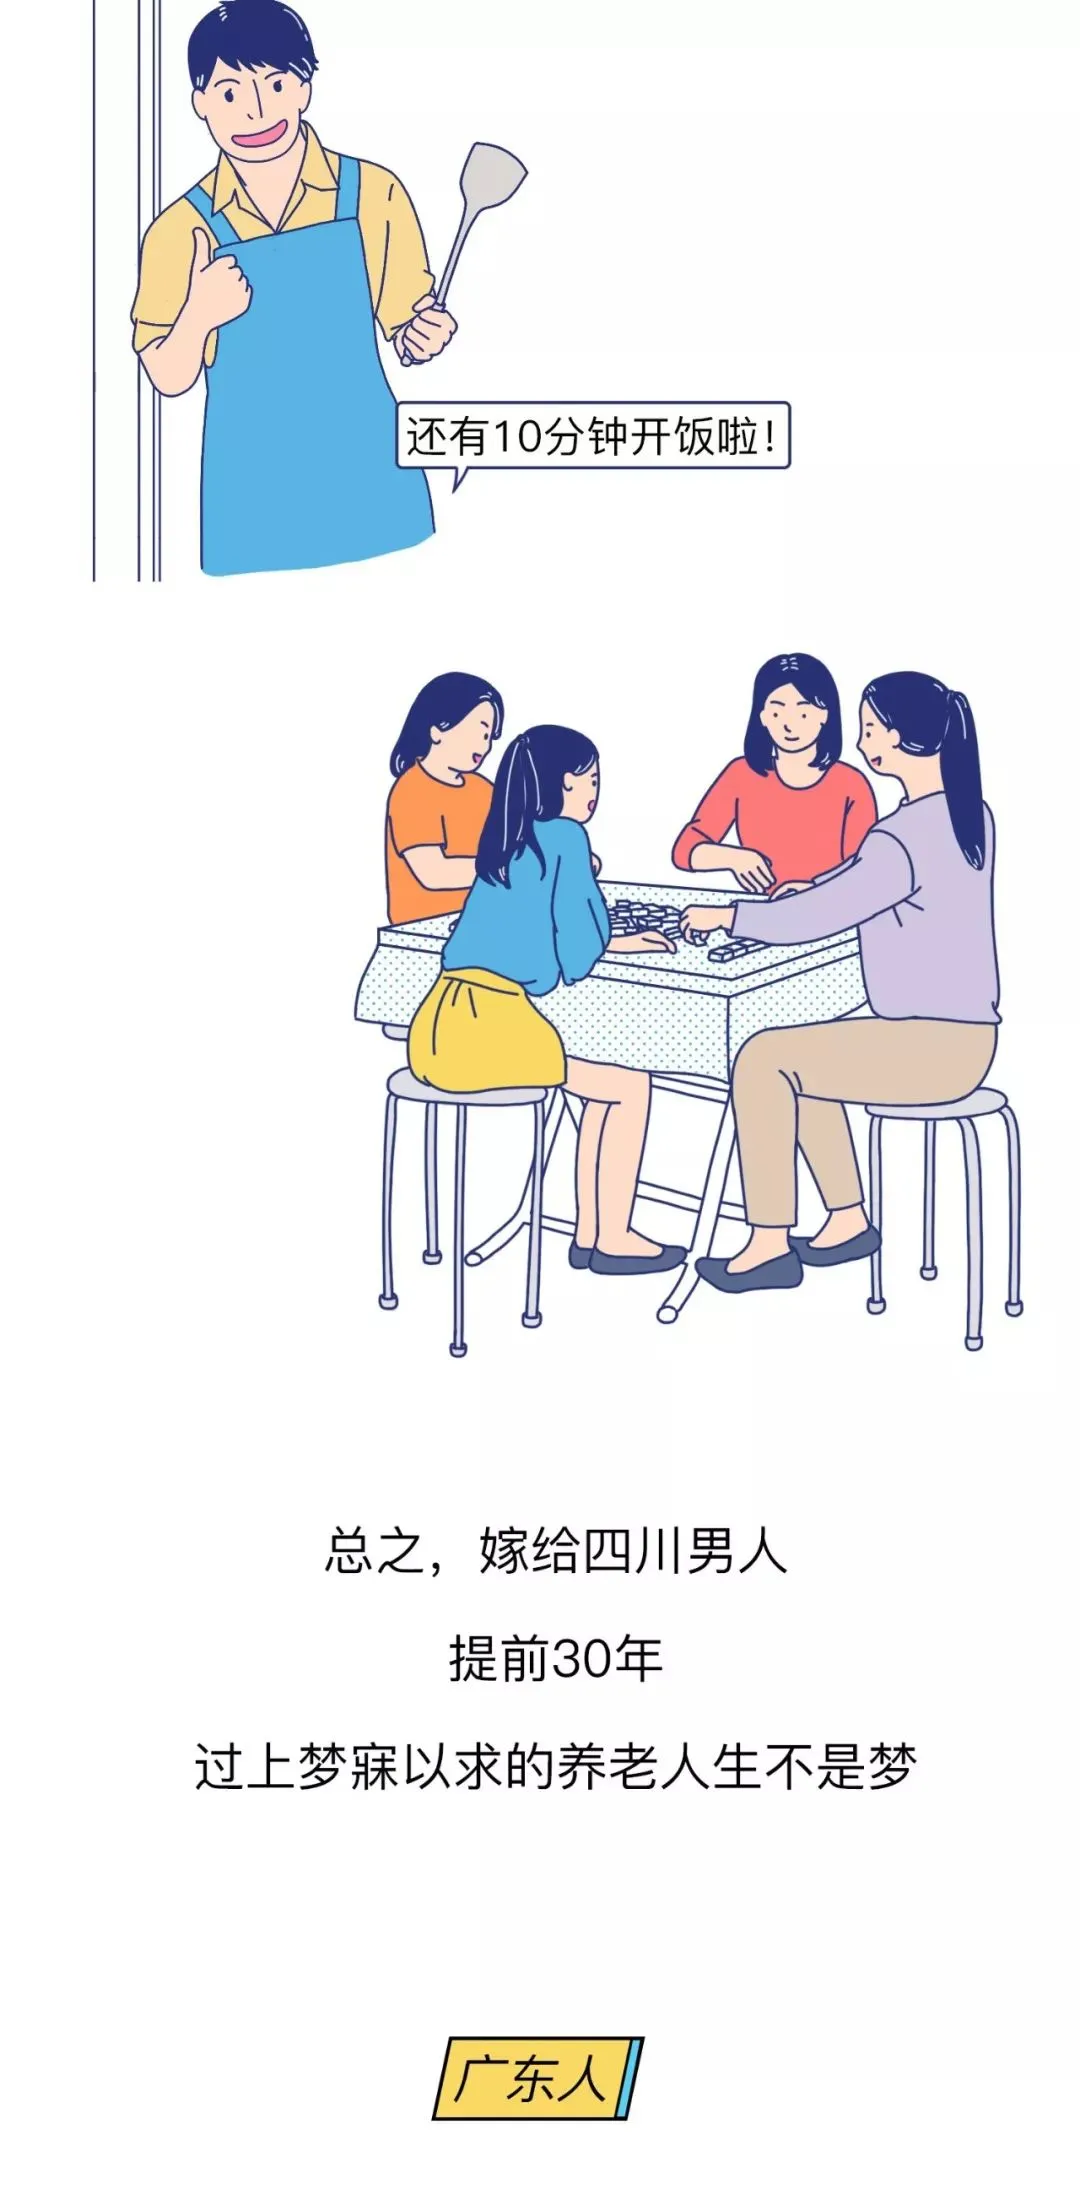 还有10分钟开饭啦！
总之，嫁给四川男人
提前30年
过上梦寐以求的养老人生不是梦
广东人